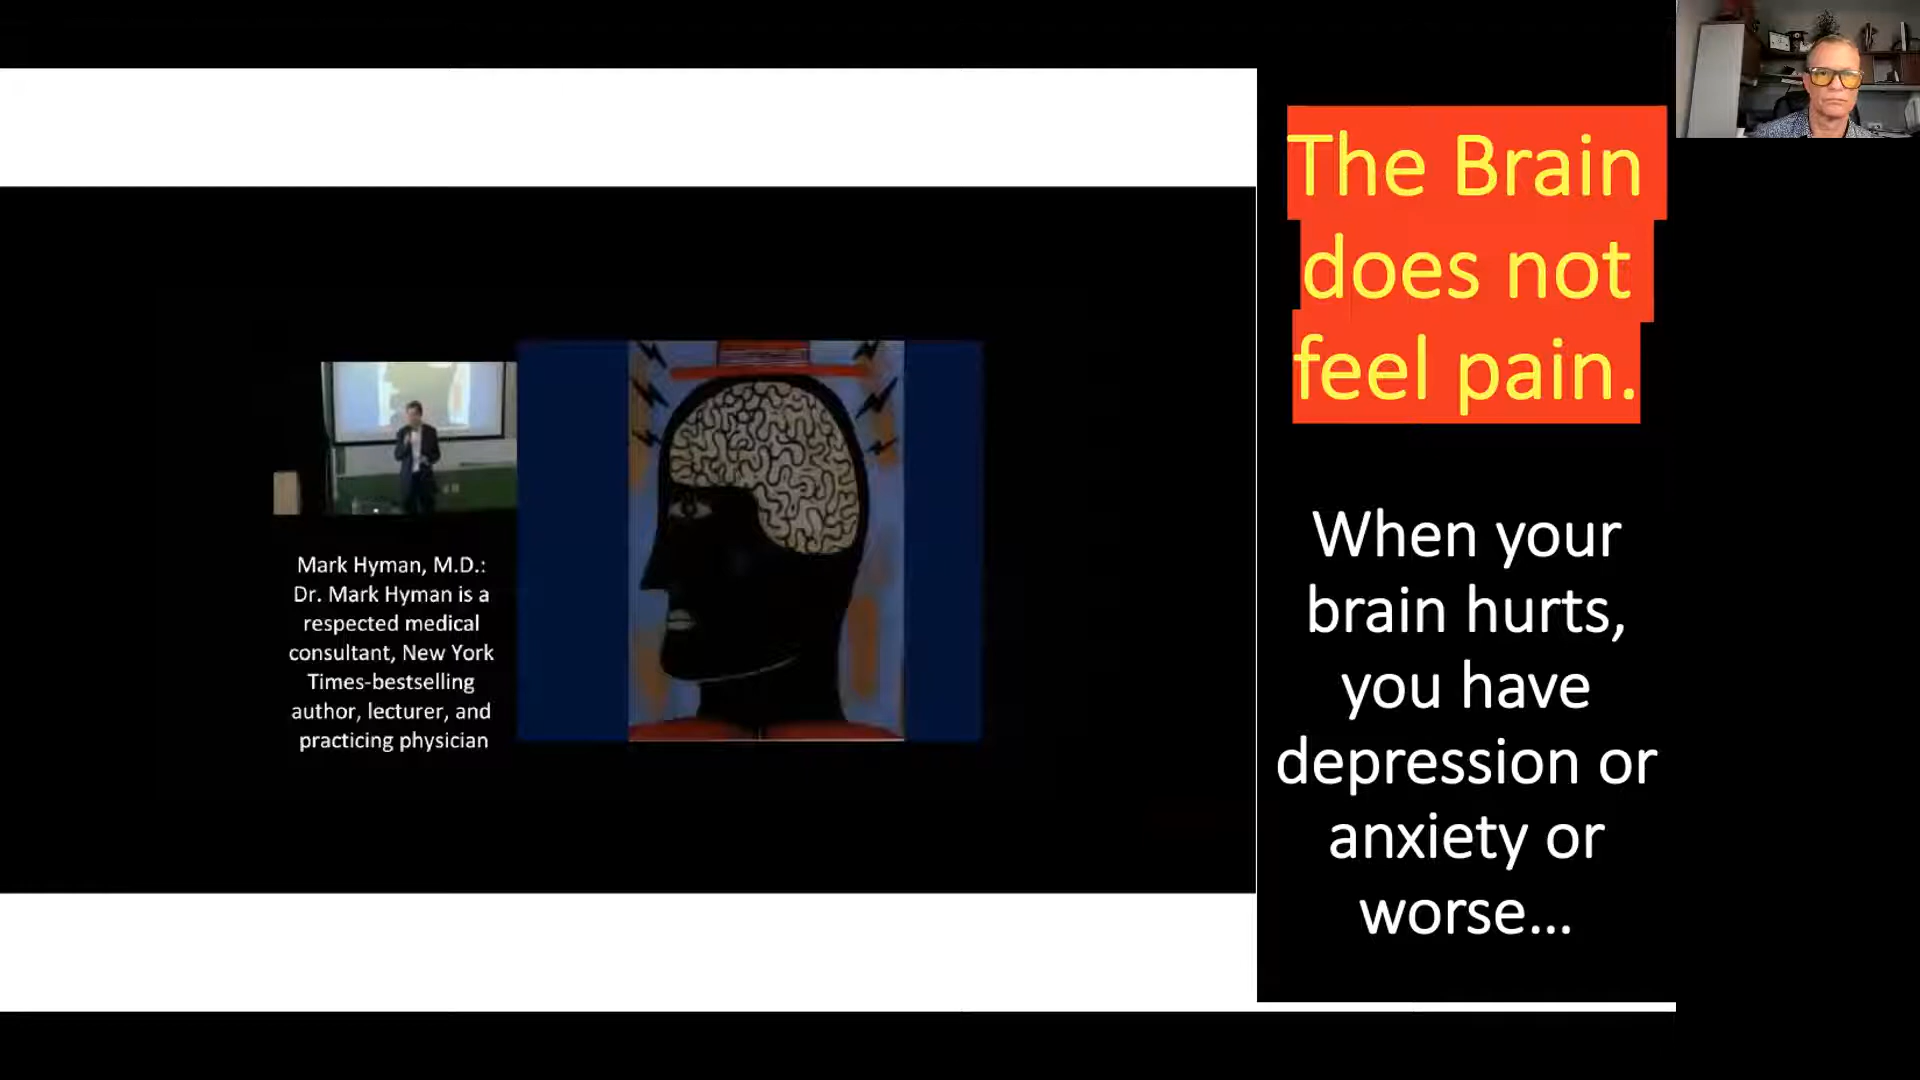 Mark Hyman, M.D.:
Dr. Mark Hyman is a
respected medical
consultant, New York
Times-bestselling
author, lecturer, and
practicing physician
The Brain
does not
feel pain.
When your
brain hurts,
you have
depression or
anxiety or
worse...